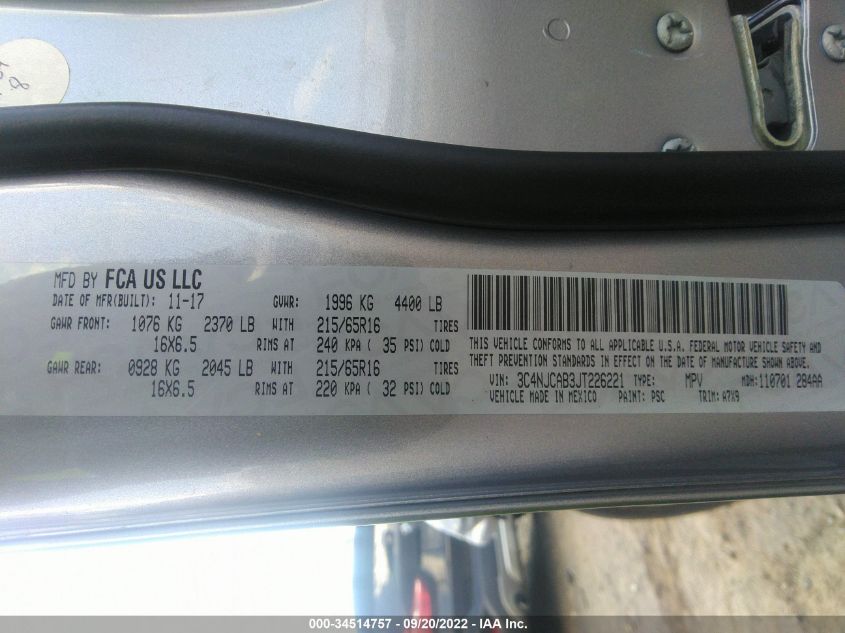 MFD BY FCA US LLC
DATE OF MFR(BUILT): 11-17 GVWR: 1996 KG 4400 LB
GAWR FRONT: 1076 KG 2370 LB WITH 215/65R16 TIRES
16X6.5 RIMS AT 240 KPA ( 35 PSI) COLD
GAWR REAR: 0928 KG 2045 LB WITH 215/65R16 TIRES
16X6.5 RIMS AT 220 KPA ( 32 PSI) COLD
THIS VEHICLE CONFORMS TO ALL APPLICABLE U.S.A. FEDERAL MOTOR VEHICLE SAFETY AND
THEFT PREVENTION STANDARDS IN EFFECT ON THE DATE OF MANUFACTURE SHOWN ABOVE.
VIN: 3C4NJCAB3JT226221 TYPE: MPV MDH:110701 284AA
VEHICLE MADE IN MEXICO PAINT: PSC TRIM: A7X9
000-34514757 - 09/20/2022 - IAA Inc.